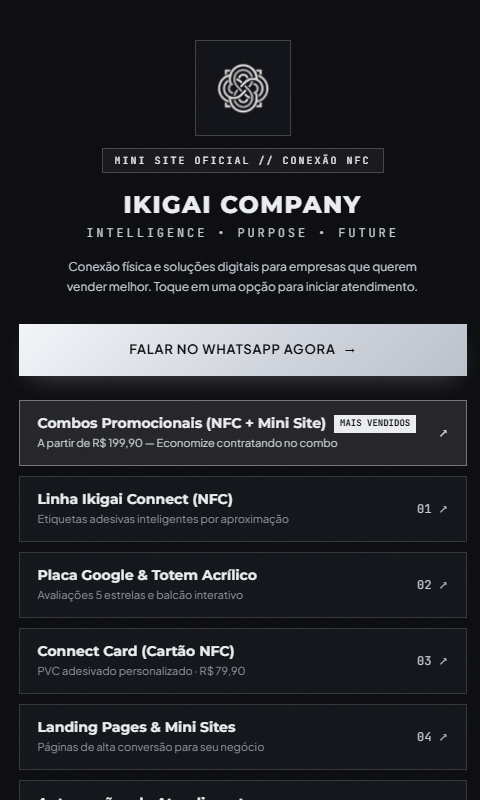 MINI SITE OFICIAL // CONEXÃO NFC
IKIGAI COMPANY
INTELLIGENCE • PURPOSE • FUTURE
Conexão física e soluções digitais para empresas que querem
vender melhor. Toque em uma opção para iniciar atendimento.
FALAR NO WHATSAPP AGORA →
Combos Promocionais (NFC + Mini Site) MAIS VENDIDOS ↗
A partir de R$ 199,90 — Economize contratando no combo
Linha Ikigai Connect (NFC)
Etiquetas adesivas inteligentes por aproximação
01 ↗
Placa Google & Totem Acrílico
Avaliações 5 estrelas e balcão interativo
02 ↗
Connect Card (Cartão NFC)
PVC adesivado personalizado · R$ 79,90
03 ↗
Landing Pages & Mini Sites
Páginas de alta conversão para seu negócio
04 ↗